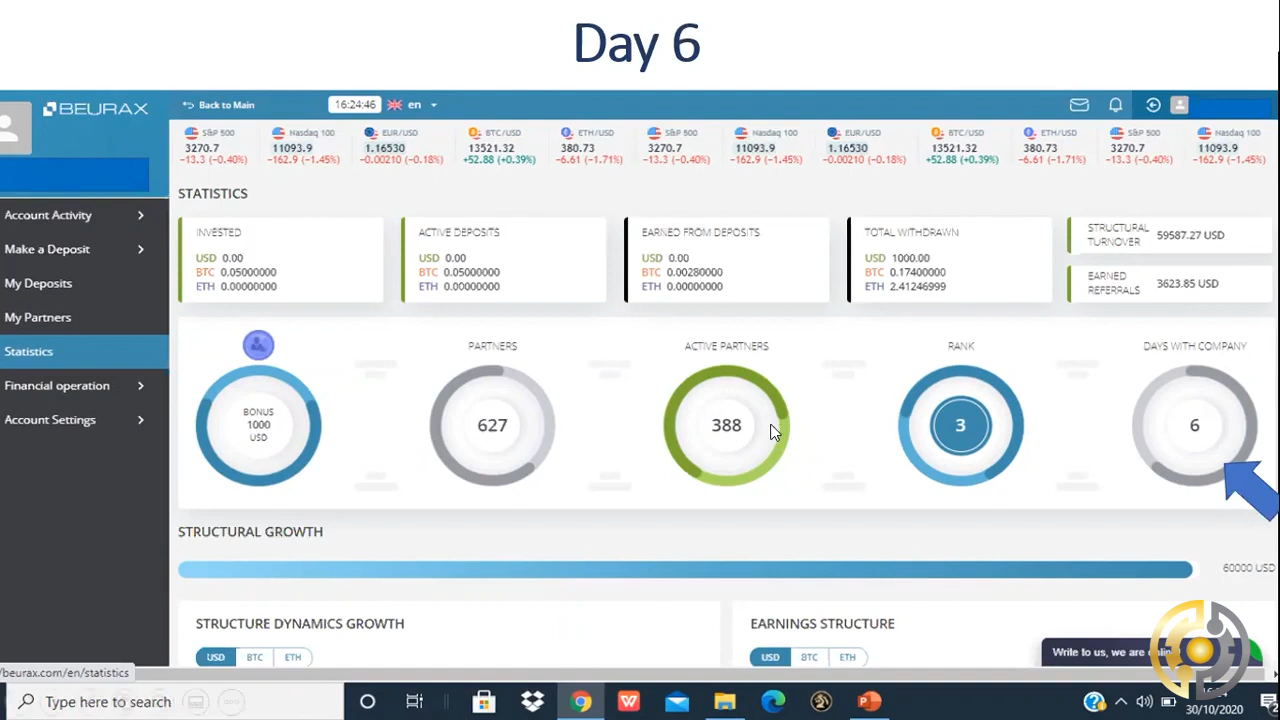 Day 6
BEURAX
Back to Main
16:24:46
en
S&P 500 Nasdaq 100 EUR/USD BTC/USD ETH/USD S&P 500 Nasdaq 100 EUR/USD BTC/USD ETH/USD S&P 500 Nasdaq 100
3270.7 11093.9 1.16530 13521.32 380.73 3270.7 11093.9 1.16530 13521.32 380.73 3270.7 11093.9
-13.3 (-0.40%) -162.9 (-1.45%) -0.00210 (-0.18%) +52.88 (+0.39%) -6.61 (-1.71%) -13.3 (-0.40%) -162.9 (-1.45%) -0.00210 (-0.18%) +52.88 (+0.39%) -6.61 (-1.71%) -13.3 (-0.40%) -162.9 (-1.45%)
Account Activity
Make a Deposit
My Deposits
My Partners
Statistics
Financial operation
Account Settings
STATISTICS
INVESTED
USD 0.00
BTC 0.05000000
ETH 0.00000000
ACTIVE DEPOSITS
USD 0.00
BTC 0.05000000
ETH 0.00000000
EARNED FROM DEPOSITS
USD 0.00
BTC 0.00280000
ETH 0.00000000
TOTAL WITHDRAWN
USD 1000.00
BTC 0.17400000
ETH 2.41246999
STRUCTURAL
TURNOVER
59587.27 USD
EARNED
REFERRALS
3623.85 USD
BONUS
1000
USD
PARTNERS
627
ACTIVE PARTNERS
388
RANK
3
DAYS WITH COMPANY
6
STRUCTURAL GROWTH
60000 USD
STRUCTURE DYNAMICS GROWTH
USD BTC ETH
EARNINGS STRUCTURE
USD BTC ETH
Write to us, we are online!
/beurax.com/en/statistics
Type here to search
30/10/2020